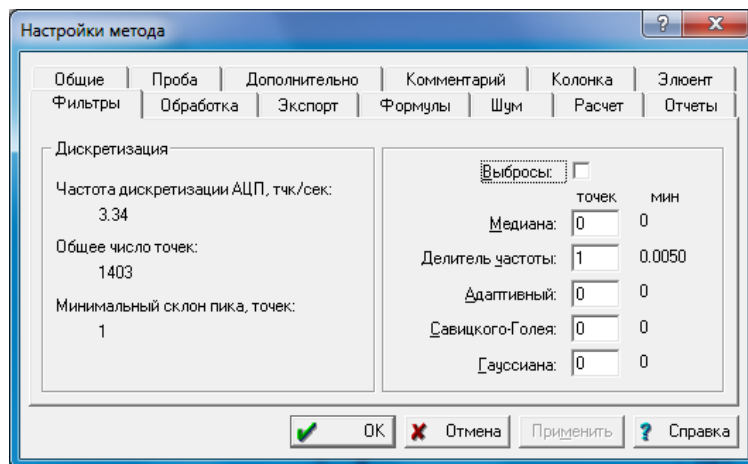 Настройки метода
Общие Проба Дополнительно Комментарий Колонка Элюент
Фильтры Обработка Экспорт Формулы Шум Расчет Отчеты
Дискретизация
Частота дискретизации АЦП, тчк/сек:
3.34
Общее число точек:
1403
Минимальный склон пика, точек:
1
Выбросы:
точек мин
Медиана: 0 0
Делитель частоты: 1 0.0050
Адаптивный: 0 0
Савицкого-Голея: 0 0
Гауссиана: 0 0
OK Отмена Применить ? Справка